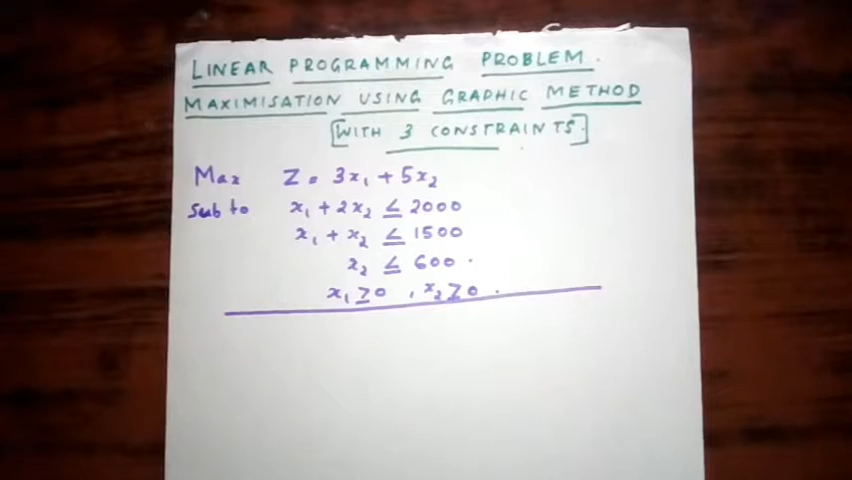 LINEAR PROGRAMMING PROBLEM.
MAXIMISATION USING GRAPHIC METHOD
[WITH 3 CONSTRAINTS.]
Max Z = 3x₁ + 5x₂
Sub to x₁ + 2x₂ ≤ 2000
x₁ + x₂ ≤ 1500
x₂ ≤ 600.
x₁ ≥ 0, x₂ ≥ 0.